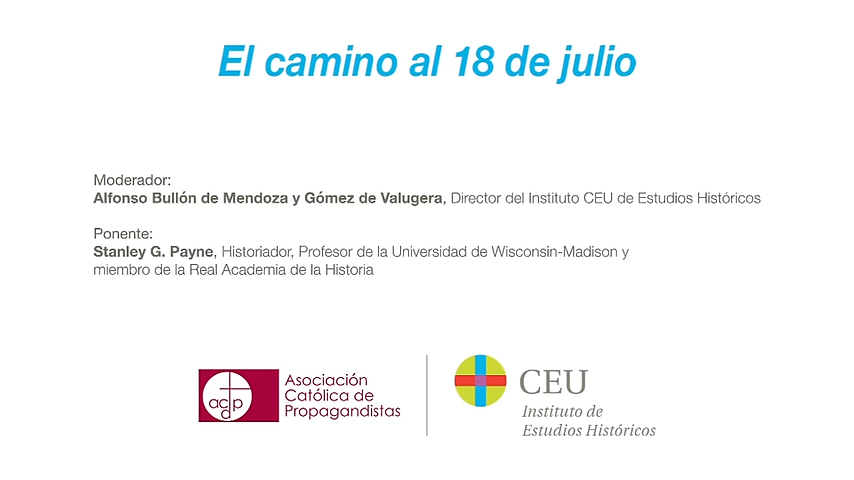 El camino al 18 de julio
Moderador:
Alfonso Bullón de Mendoza y Gómez de Valugera, Director del Instituto CEU de Estudios Históricos
Ponente:
Stanley G. Payne, Historiador, Profesor de la Universidad de Wisconsin-Madison y
miembro de la Real Academia de la Historia
acdp
Asociación
Católica de
Propagandistas
CEU
Instituto de
Estudios Históricos